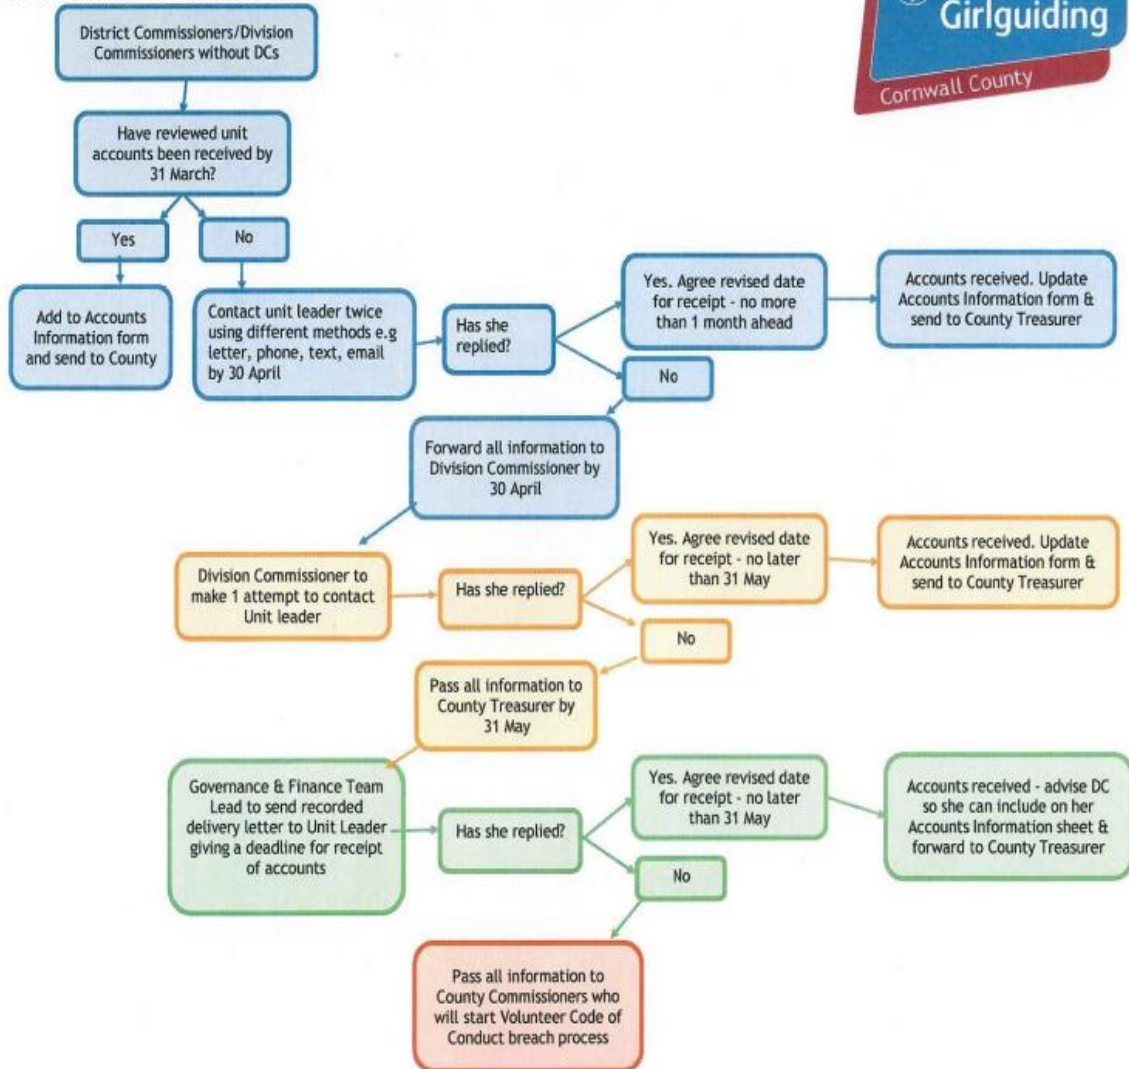 Girlguiding
Cornwall County
District Commissioners/Division
Commissioners without DCs
Have reviewed unit
accounts been received by
31 March?
Yes
No
Add to Accounts
Information form
and send to County
Contact unit leader twice
using different methods e.g
letter, phone, text, email
by 30 April
Has she
replied?
Yes. Agree revised date
for receipt - no more
than 1 month ahead
Accounts received. Update
Accounts Information form &
send to County Treasurer
No
Forward all information to
Division Commissioner by
30 April
Division Commissioner to
make 1 attempt to contact
Unit leader
Has she replied?
Yes. Agree revised date
for receipt - no later
than 31 May
Accounts received. Update
Accounts Information form &
send to County Treasurer
No
Pass all information to
County Treasurer by
31 May
Governance & Finance Team
Lead to send recorded
delivery letter to Unit Leader
giving a deadline for receipt
of accounts
Has she replied?
Yes. Agree revised date
for receipt - no later
than 31 May
Accounts received - advise DC
so she can include on her
Accounts Information sheet &
forward to County Treasurer
No
Pass all information to
County Commissioners who
will start Volunteer Code of
Conduct breach process